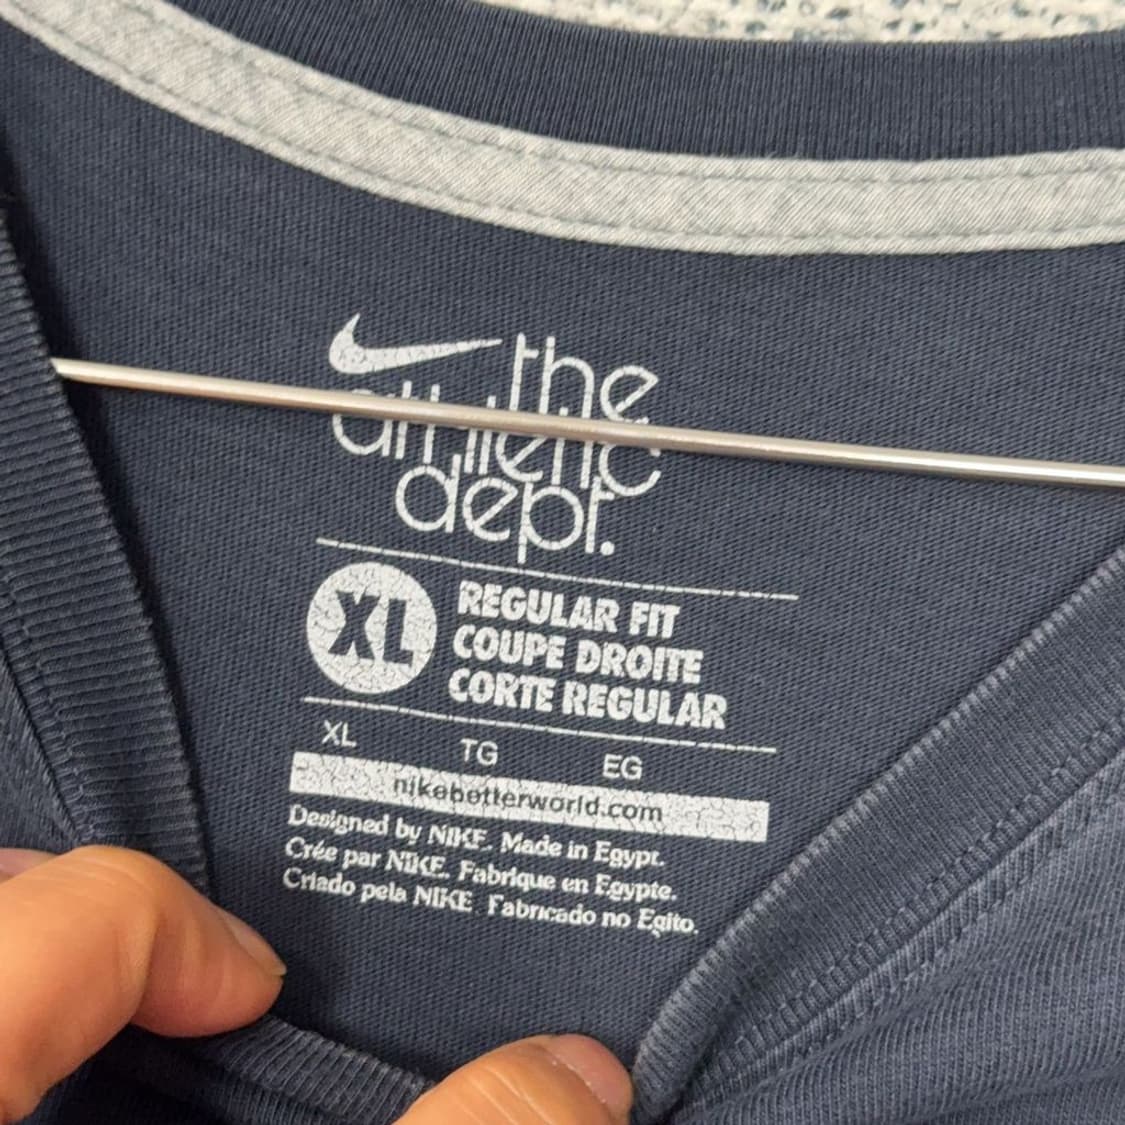 the
athletic
dept.
XL
REGULAR FIT
COUPE DROITE
CORTE REGULAR
XL TG EG
nikebetterworld.com
Designed by NIKE. Made in Egypt.
Crée par NIKE. Fabrique en Egypte.
Criado pela NIKE. Fabricado no Egito.